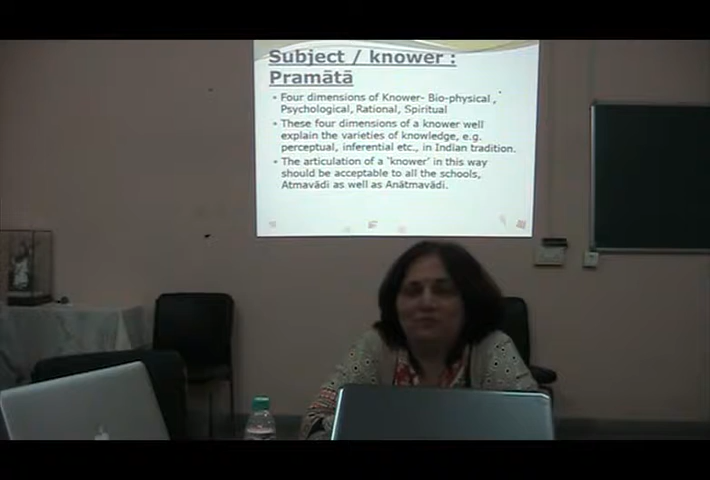 Subject / knower :
Pramātā
• Four dimensions of Knower- Bio-physical ,
Psychological, Rational, Spiritual
• These four dimensions of a knower well
explain the varieties of knowledge, e.g.
perceptual, inferential etc., in Indian tradition.
• The articulation of a 'knower' in this way
should be acceptable to all the schools,
Atmavādi as well as Anātmavādi.